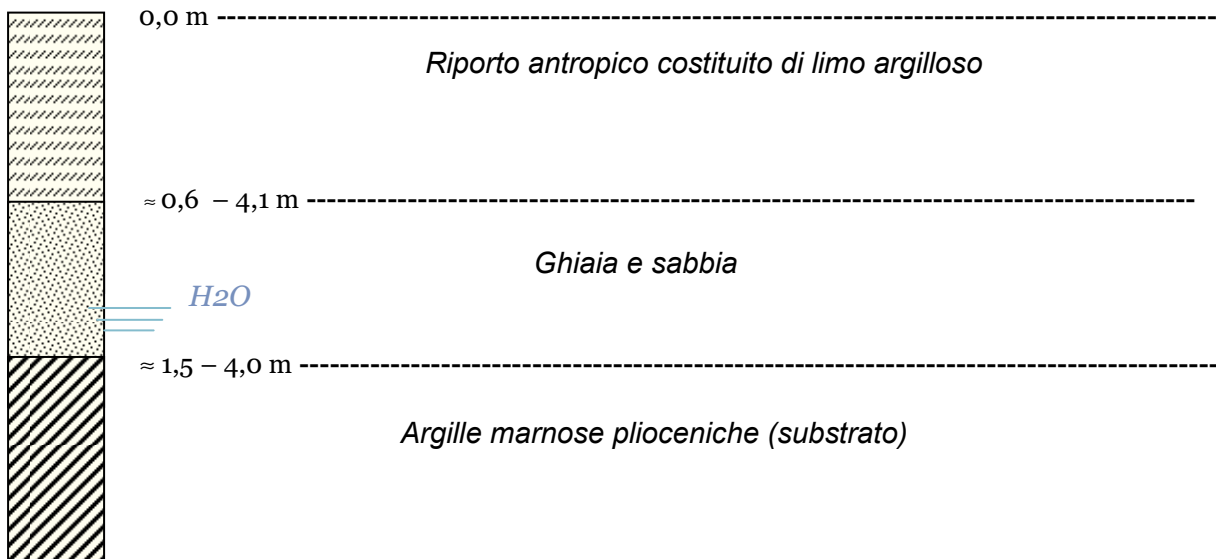 0,0 m
Riporto antropico costituito di limo argilloso
≈ 0,6 – 4,1 m
Ghiaia e sabbia
H2O
≈ 1,5 – 4,0 m
Argille marnose plioceniche (substrato)